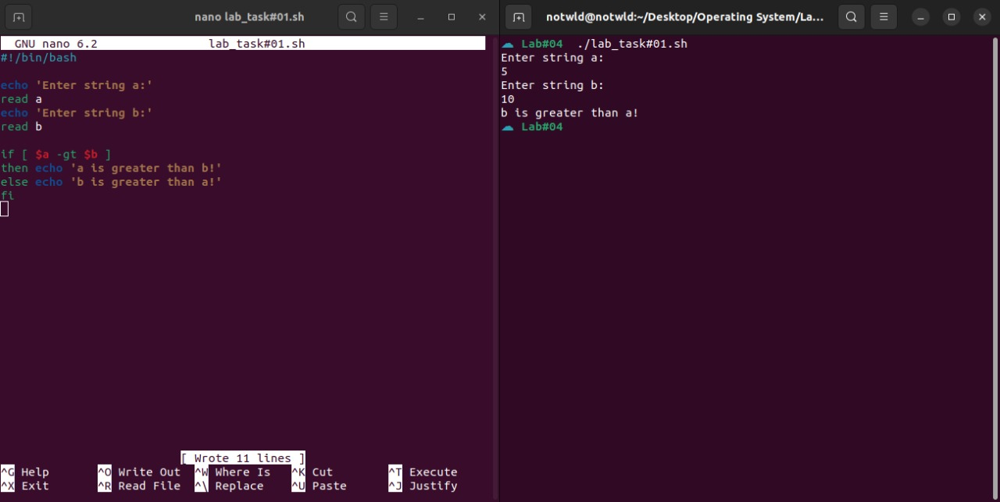 nano lab_task#01.sh
GNU nano 6.2 lab_task#01.sh
#!/bin/bash
echo 'Enter string a:'
read a
echo 'Enter string b:'
read b
if [ $a -gt $b ]
then echo 'a is greater than b!'
else echo 'b is greater than a!'
fi
[ Wrote 11 lines ]
^G Help ^O Write Out ^W Where Is ^K Cut ^T Execute
^X Exit ^R Read File ^\ Replace ^U Paste ^J Justify
notwld@notwld:~/Desktop/Operating System/La...
Lab#04 ./lab_task#01.sh
Enter string a:
5
Enter string b:
10
b is greater than a!
Lab#04